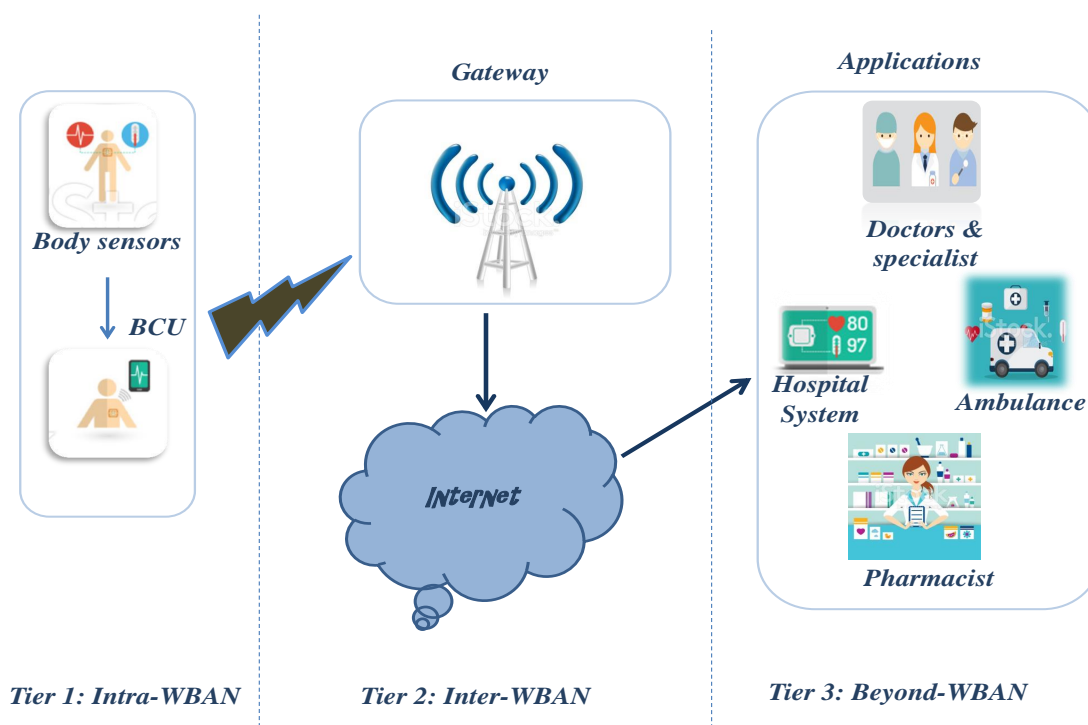 Gateway
Applications
Body sensors
BCU
Doctors &
specialist
80
97
Hospital
System
Ambulance
Internet
Pharmacist
Tier 1: Intra-WBAN
Tier 2: Inter-WBAN
Tier 3: Beyond-WBAN
iStock.